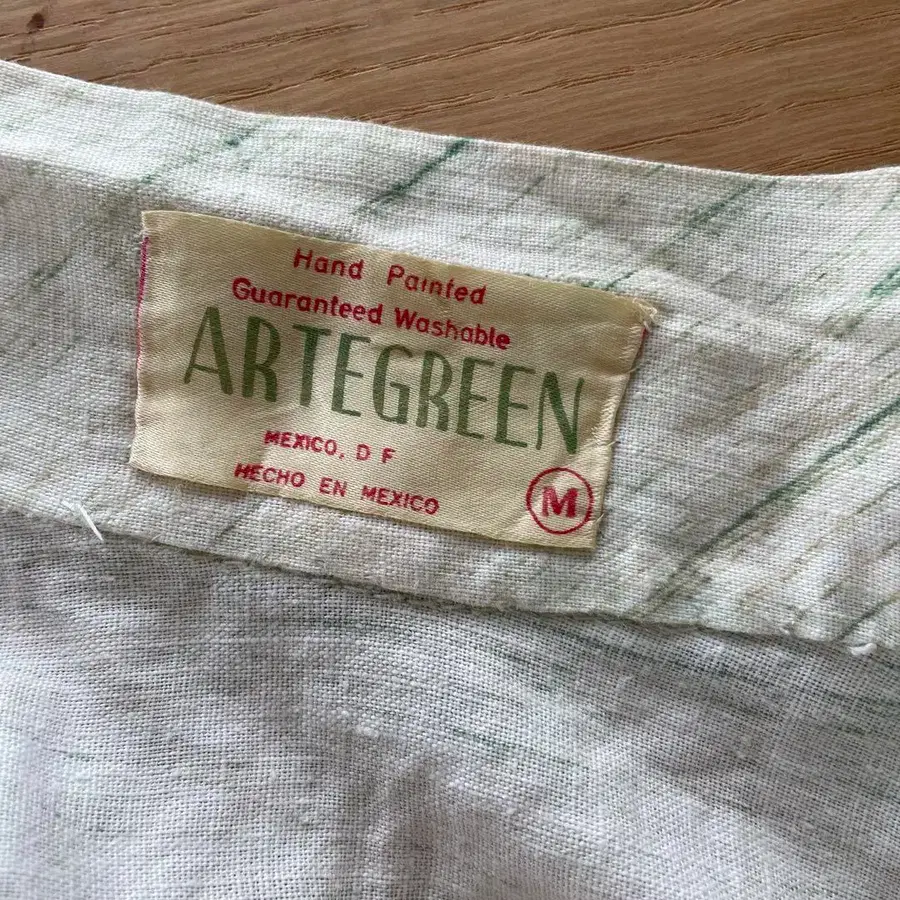 Hand Painted
Guaranteed Washable
ARTEGREEN
MEXICO, D F
HECHO EN MEXICO
M